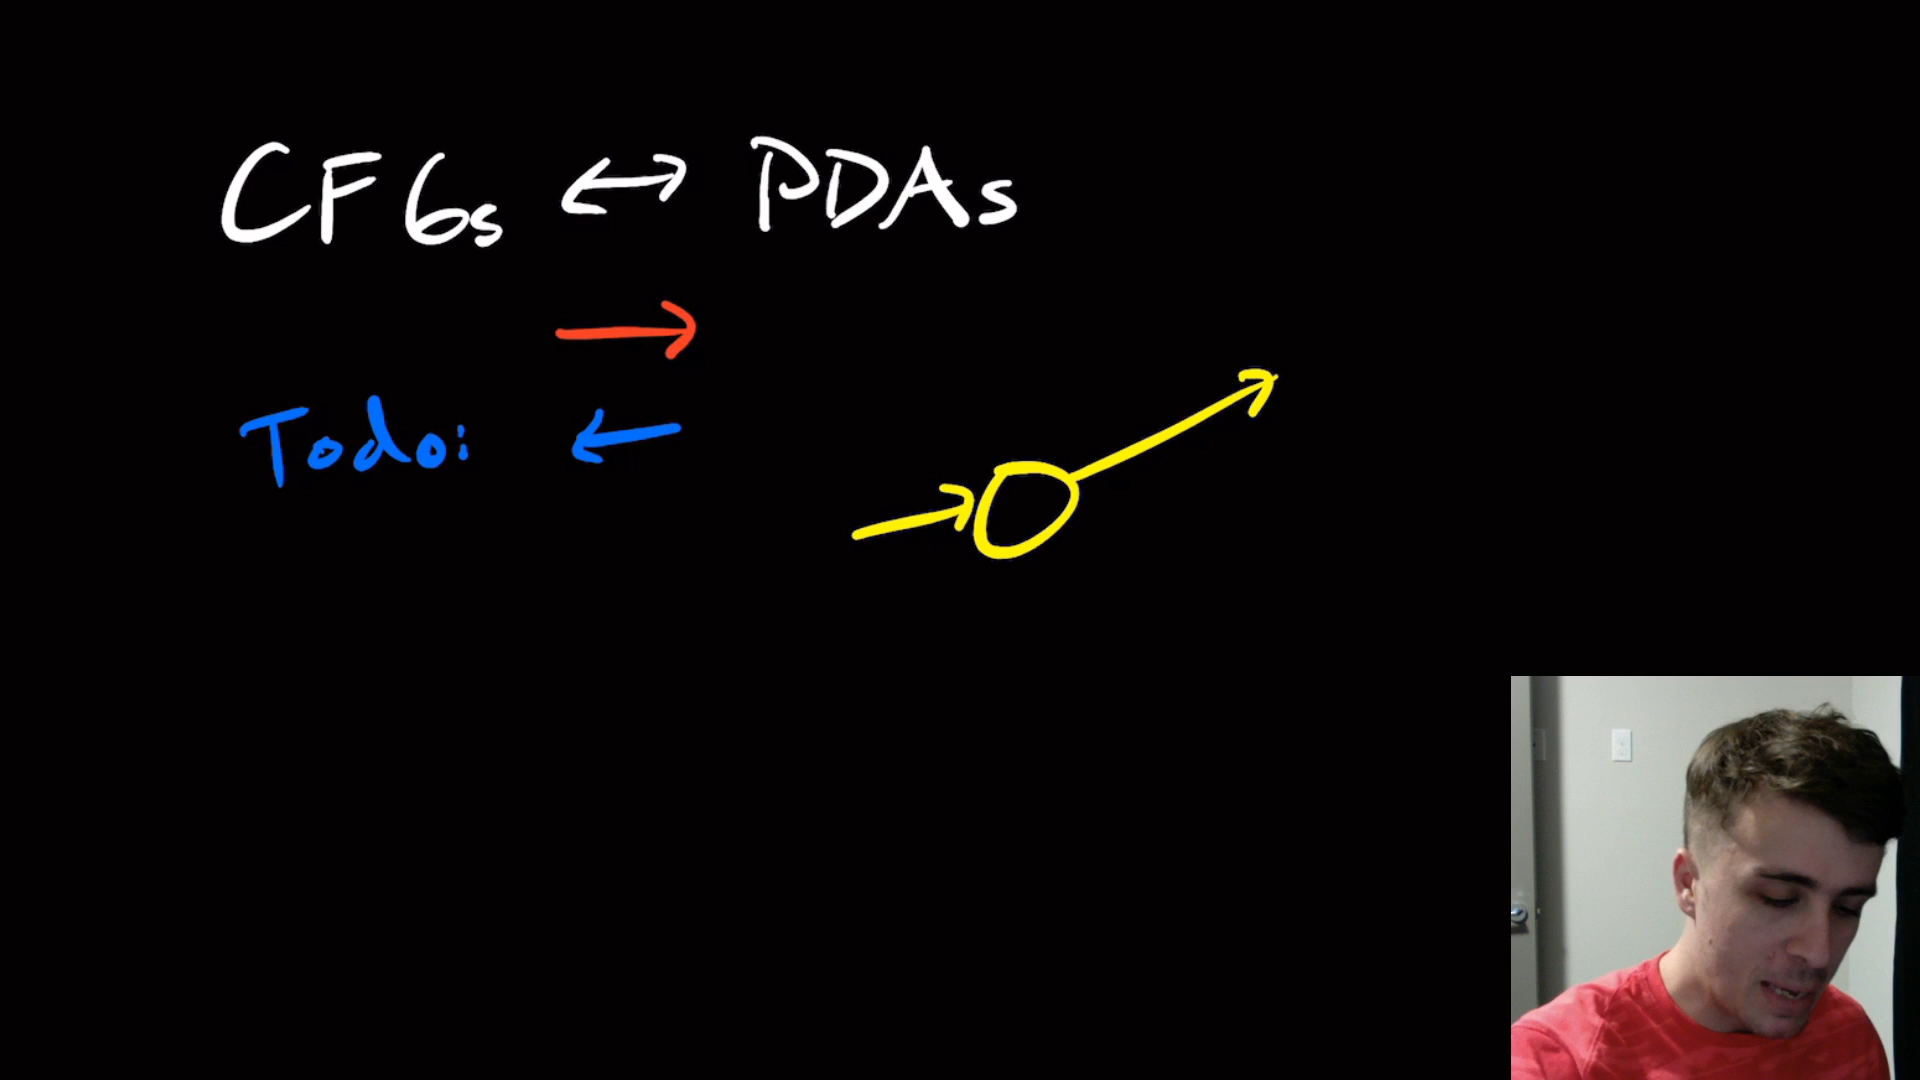 CFGs ↔ PDAs
→
Todo: ←